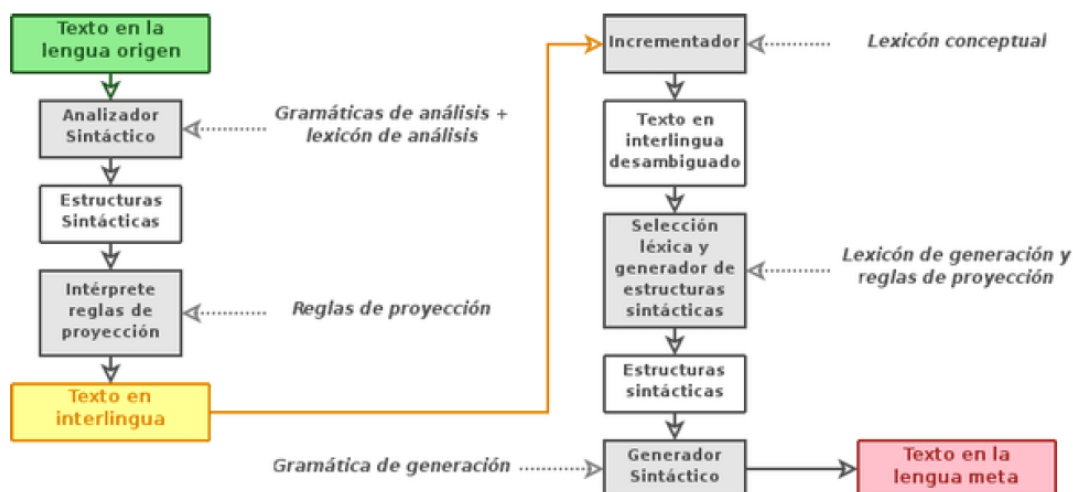 Texto en la
lengua origen
Analizador
Sintáctico
Gramáticas de análisis +
lexicón de análisis
Estructuras
Sintácticas
Intérprete
reglas de
proyección
Reglas de proyección
Texto en
interlingua
Incrementador
Lexicón conceptual
Texto en
interlingua
desambiguado
Selección
léxica y
generador de
estructuras
sintácticas
Lexicón de generación y
reglas de proyección
Estructuras
sintácticas
Gramática de generación
Generador
Sintáctico
Texto en la
lengua meta